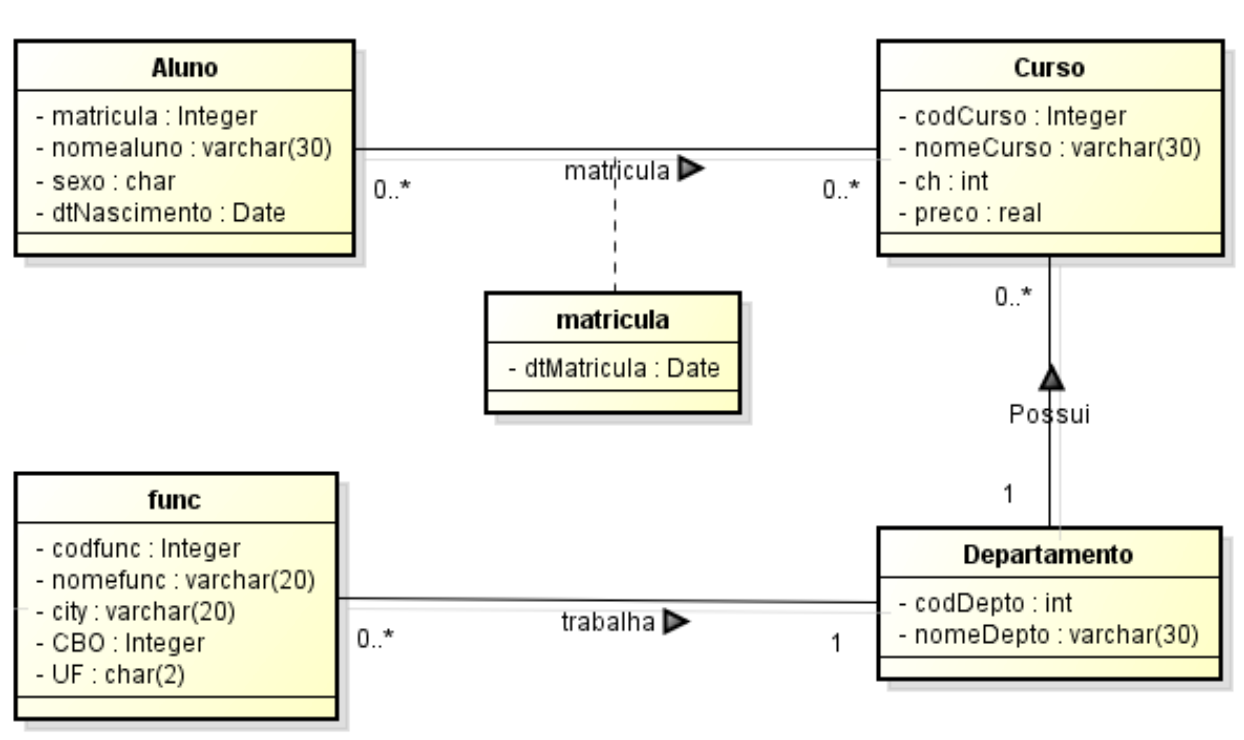 Aluno
- matricula : Integer
- nomealuno : varchar(30)
- sexo : char
- dtNascimento : Date
0..*
matricula
0..*
Curso
- codCurso : Integer
- nomeCurso : varchar(30)
- ch : int
- preco : real
matricula
- dtMatricula : Date
0..*
Possui
1
func
- codfunc : Integer
- nomefunc : varchar(20)
- city : varchar(20)
- CBO : Integer
- UF : char(2)
0..*
trabalha
1
Departamento
- codDepto : int
- nomeDepto : varchar(30)